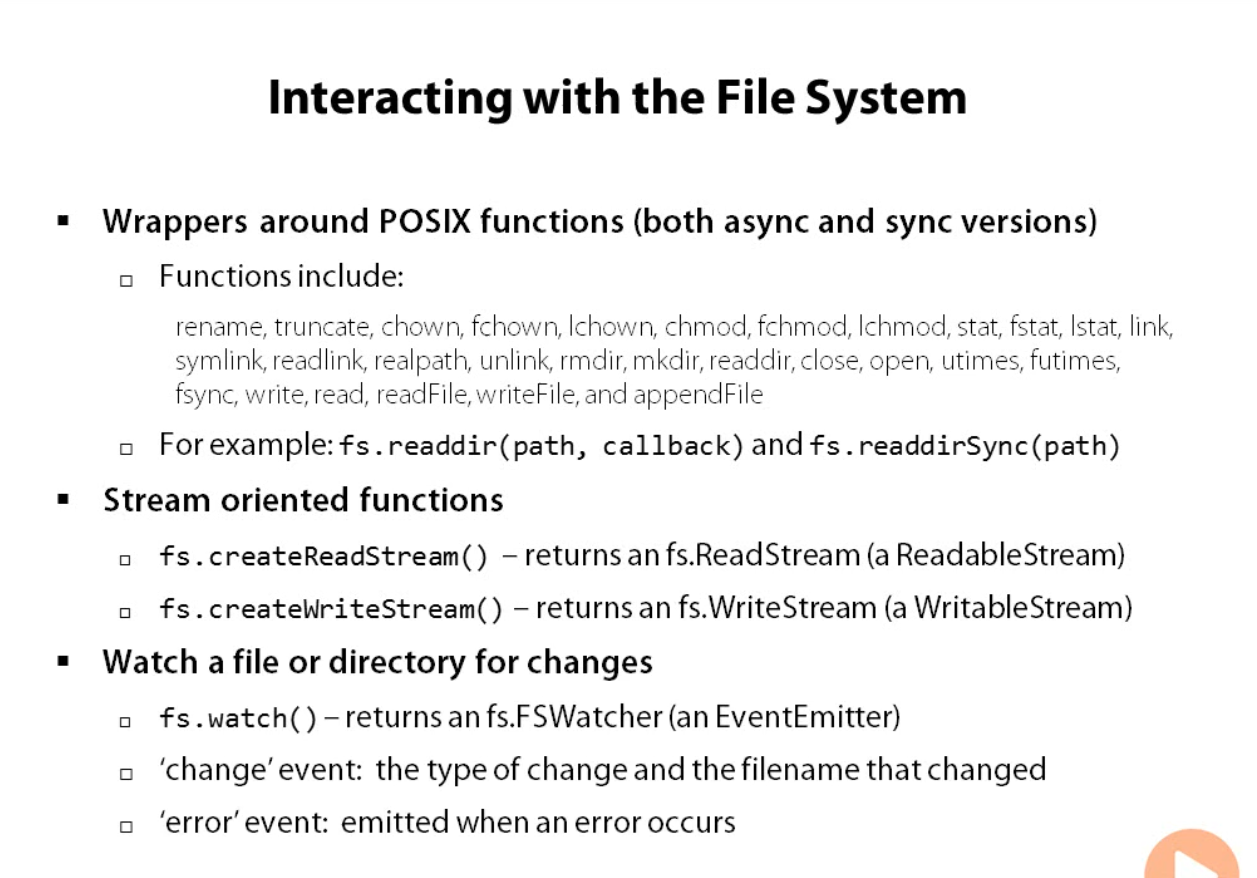 Interacting with the File System
▪ Wrappers around POSIX functions (both async and sync versions)
▫ Functions include:
rename, truncate, chown, fchown, lchown, chmod, fchmod, lchmod, stat, fstat, lstat, link,
symlink, readlink, realpath, unlink, rmdir, mkdir, readdir, close, open, utimes, futimes,
fsync, write, read, readFile, writeFile, and appendFile
▫ For example: fs.readdir(path, callback) and fs.readdirSync(path)
▪ Stream oriented functions
▫ fs.createReadStream() – returns an fs.ReadStream (a ReadableStream)
▫ fs.createWriteStream() – returns an fs.WriteStream (a WritableStream)
▪ Watch a file or directory for changes
▫ fs.watch() – returns an fs.FSWatcher (an EventEmitter)
▫ ‘change’ event: the type of change and the filename that changed
▫ ‘error’ event: emitted when an error occurs